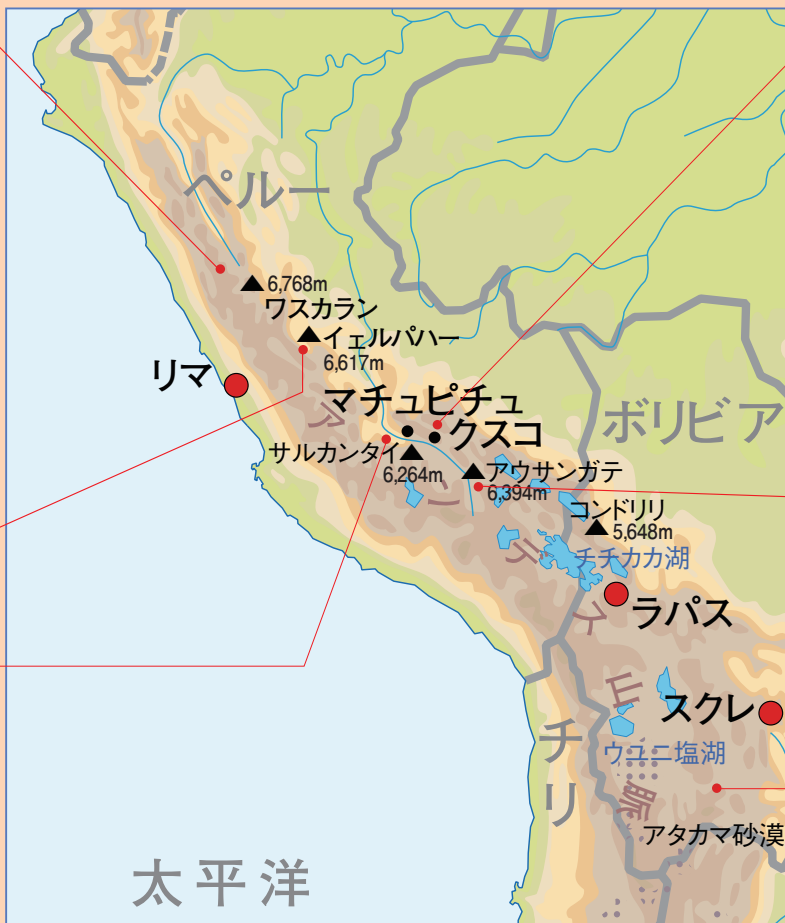 ペルー
6,768m
ワスカラン
イェルパハー
6,617m
リマ
マチュピチュ
クスコ
ボリビア
サルカンタイ
6,264m
アウサンガテ
6,394m
コンドリリ
5,648m
チチカカ湖
アンデス山脈
ラパス
スクレ
ウユニ塩湖
チリ
アタカマ砂漠
太平洋